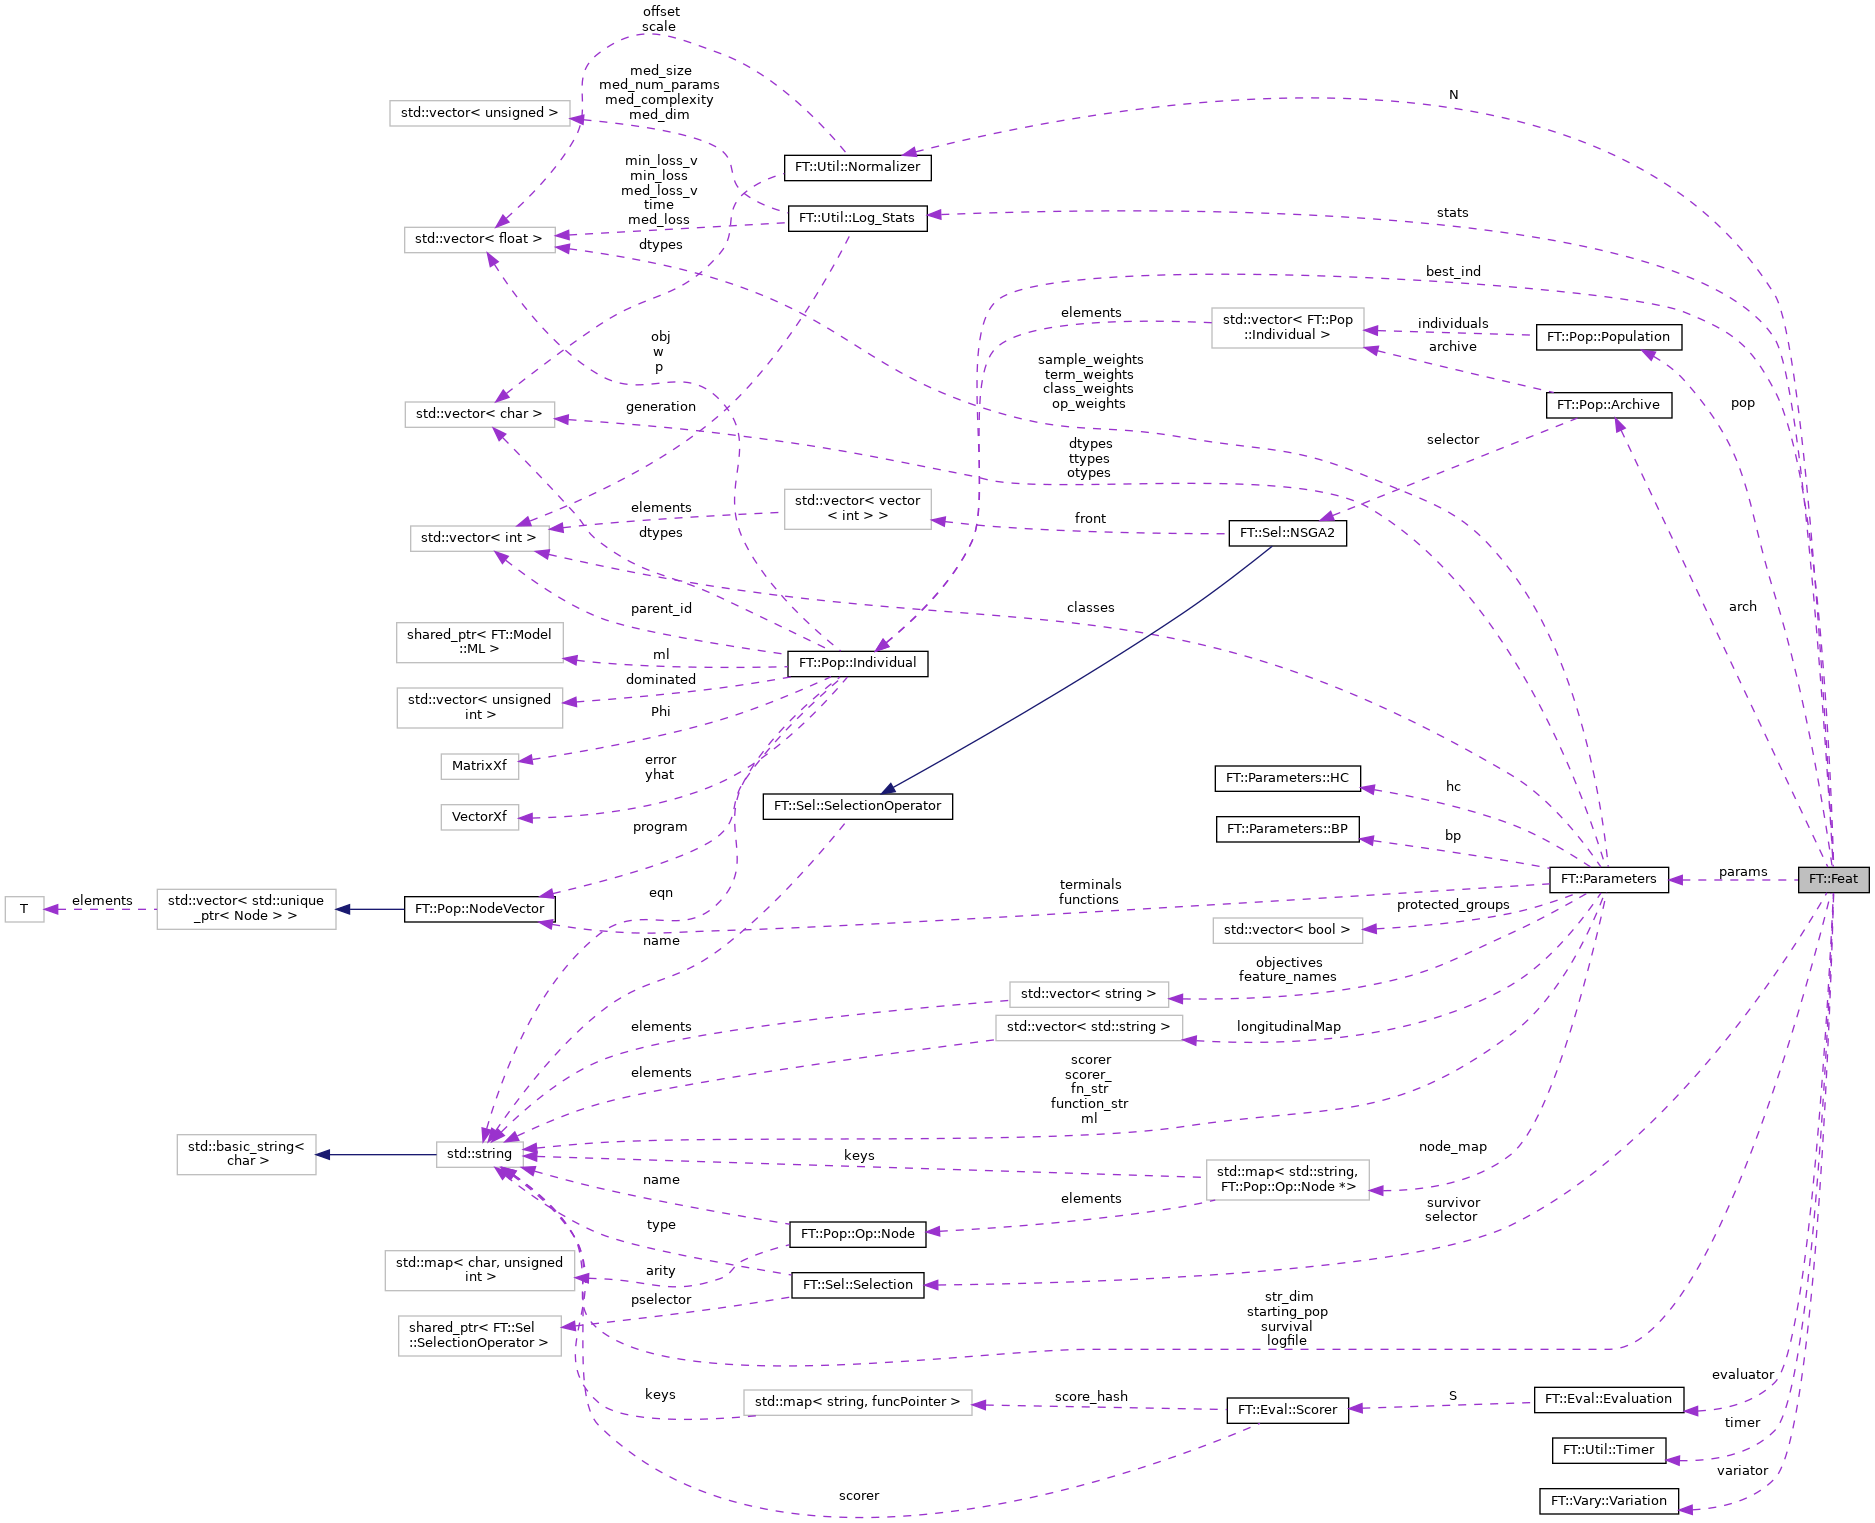 offset
scale
med_size
med_num_params
med_complexity
med_dim
N
std::vector< unsigned >
FT::Util::Normalizer
min_loss_v
min_loss
med_loss_v
time
med_loss
FT::Util::Log_Stats
stats
std::vector< float >
dtypes
best_ind
elements
std::vector< FT::Pop
::Individual >
individuals
archive
FT::Pop::Population
obj
w
p
sample_weights
term_weights
class_weights
op_weights
std::vector< char >
generation
FT::Pop::Archive
pop
selector
dtypes
ttypes
otypes
std::vector< vector
< int > >
elements
front
FT::Sel::NSGA2
std::vector< int >
dtypes
parent_id
classes
arch
shared_ptr< FT::Model
::ML >
ml
FT::Pop::Individual
dominated
std::vector< unsigned
int >
Phi
MatrixXf
error
yhat
FT::Parameters::HC
hc
VectorXf
program
FT::Sel::SelectionOperator
FT::Parameters::BP
bp
FT::Parameters
params
FT::Feat
T
elements
std::vector< std::unique
_ptr< Node > >
FT::Pop::NodeVector
eqn
terminals
functions
protected_groups
std::vector< bool >
name
objectives
feature_names
std::vector< string >
elements
std::vector< std::string >
longitudinalMap
elements
scorer
scorer_
fn_str
function_str
ml
std::basic_string<
char >
std::string
keys
node_map
name
std::map< std::string,
FT::Pop::Op::Node *>
elements
survivor
selector
type
FT::Pop::Op::Node
std::map< char, unsigned
int >
arity
FT::Sel::Selection
pselector
shared_ptr< FT::Sel
::SelectionOperator >
str_dim
starting_pop
survival
logfile
evaluator
keys
std::map< string, funcPointer >
score_hash
FT::Eval::Scorer
S
FT::Eval::Evaluation
timer
FT::Util::Timer
variator
scorer
FT::Vary::Variation